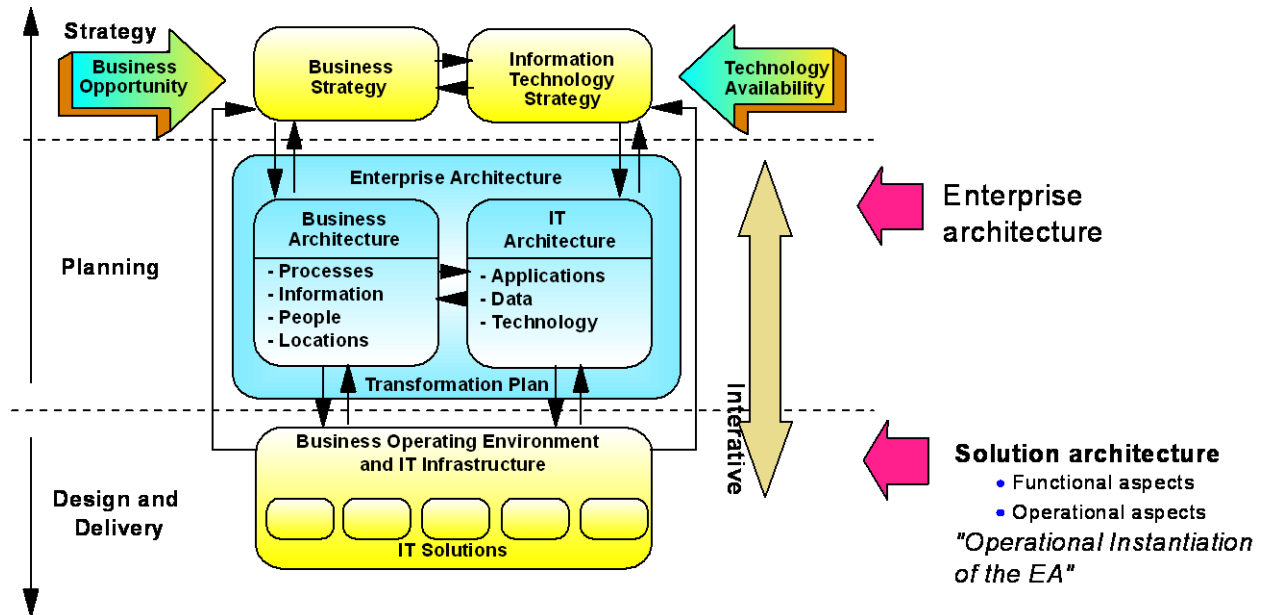 Strategy
Business
Opportunity
Business
Strategy
Information
Technology
Strategy
Technology
Availability
Enterprise Architecture
Business
Architecture
- Processes
- Information
- People
- Locations
IT
Architecture
- Applications
- Data
- Technology
Transformation Plan
Planning
Enterprise
architecture
Interative
Business Operating Environment
and IT Infrastructure
IT Solutions
Design and
Delivery
Solution architecture
• Functional aspects
• Operational aspects
"Operational Instantiation
of the EA"